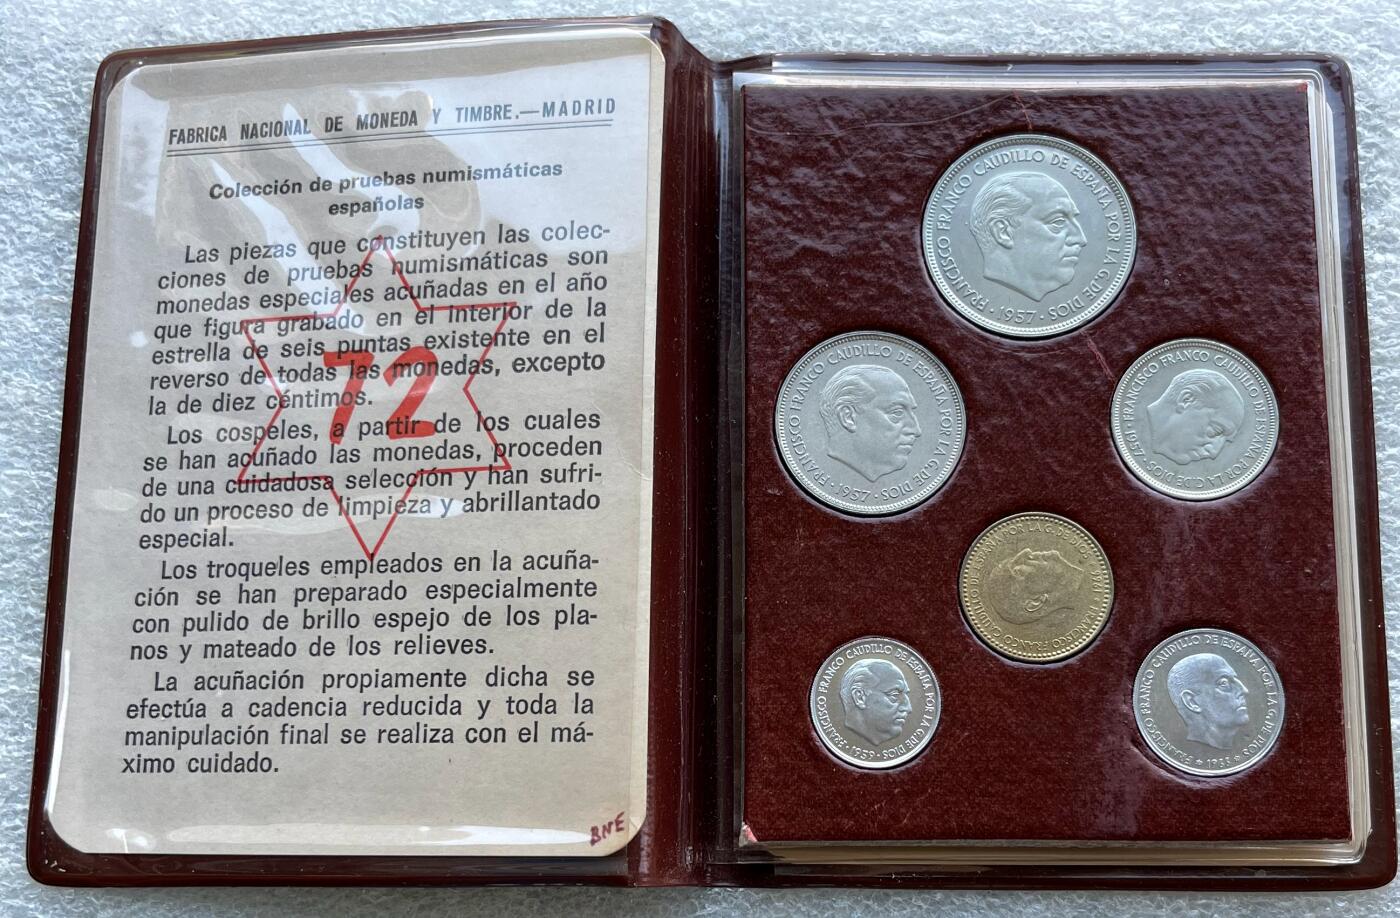 FABRICA NACIONAL DE MONEDA Y TIMBRE.—MADRID
Colección de pruebas numismáticas
españolas
Las piezas que constituyen las colec-
ciones de pruebas numismáticas son
monedas especiales acuñadas en el año
que figura grabado en el interior de la
estrella de seis puntas existente en el
reverso de todas las monedas, excepto
la de diez céntimos.
72
Los cospeles, a partir de los cuales
se han acuñado las monedas, proceden
de una cuidadosa selección y han sufri-
do un proceso de limpieza y abrillantado
especial.
Los troqueles empleados en la acuña-
ción se han preparado especialmente
con pulido de brillo espejo de los pla-
nos y mateado de los relieves.
La acuñación propiamente dicha se
efectúa a cadencia reducida y toda la
manipulación final se realiza con el má-
ximo cuidado.
BNE
FRANCISCO FRANCO CAUDILLO DE ESPAÑA POR LA G. DE DIOS · 1957 ·
FRANCISCO FRANCO CAUDILLO DE ESPAÑA POR LA G. DE DIOS · 1957 ·
FRANCISCO FRANCO CAUDILLO DE ESPAÑA POR LA G. DE DIOS · 1957 ·
FRANCISCO FRANCO CAUDILLO DE ESPAÑA POR LA G. DE DIOS
FRANCISCO FRANCO CAUDILLO DE ESPAÑA POR LA G. DE DIOS · 1959 ·
FRANCISCO FRANCO CAUDILLO DE ESPAÑA POR LA G. DE DIOS